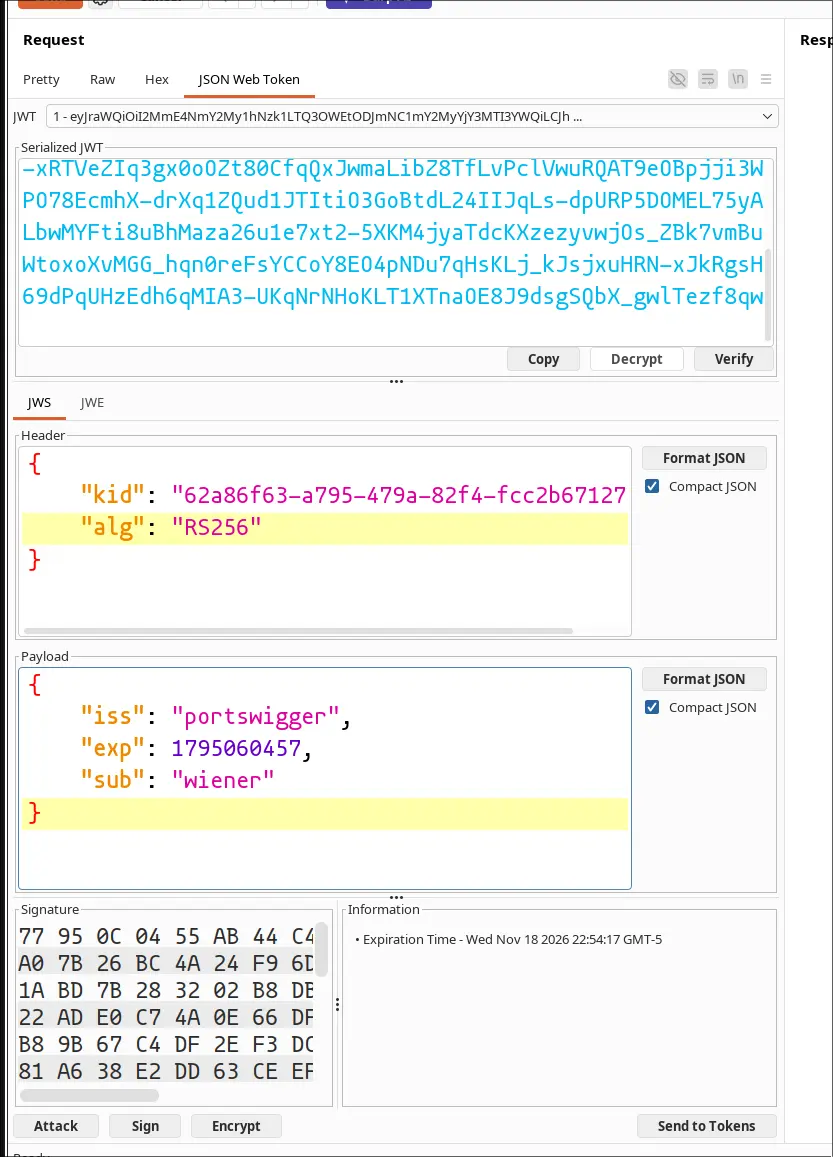 Request
Resp
Pretty Raw Hex JSON Web Token \n
JWT 1 - eyJraWQiOiI2MmE4NmY2My1hNzk1LTQ3OWEtODJmNC1mY2MyYjY3MTI3YWQiLCJh ...
Serialized JWT
-xRTVeZIq3gx0oOZt80CfqQxJwmaLibZ8TfLvPclVwuRQAT9eOBpjji3W
PO78EcmhX-drXq1ZQud1JTItiO3GoBtdL24IIJqLs-dpURP5DOMEL75yA
LbwMYFti8uBhMaza26u1e7xt2-5XKM4jyaTdcKXzezyvwjOs_ZBk7vmBu
WtoxoXvMGG_hqn0reFsYCCoY8EO4pNDu7qHsKLj_kJsjxuHRN-xJkRgsH
69dPqUHzEdh6qMIA3-UKqNrNHoKLT1XTnaOE8J9dsgSQbX_gwlTezf8qw
Copy Decrypt Verify
JWS JWE
Header
{
"kid": "62a86f63-a795-479a-82f4-fcc2b67127
"alg": "RS256"
}
Format JSON
Compact JSON
Payload
{
"iss": "portswigger",
"exp": 1795060457,
"sub": "wiener"
}
Format JSON
Compact JSON
Signature
77 95 0C 04 55 AB 44 C4
A0 7B 26 BC 4A 24 F9 6D
1A BD 7B 28 32 02 B8 DB
22 AD E0 C7 4A 0E 66 DF
B8 9B 67 C4 DF 2E F3 DC
81 A6 38 E2 DD 63 CE EF
Information
• Expiration Time - Wed Nov 18 2026 22:54:17 GMT-5
Attack Sign Encrypt Send to Tokens